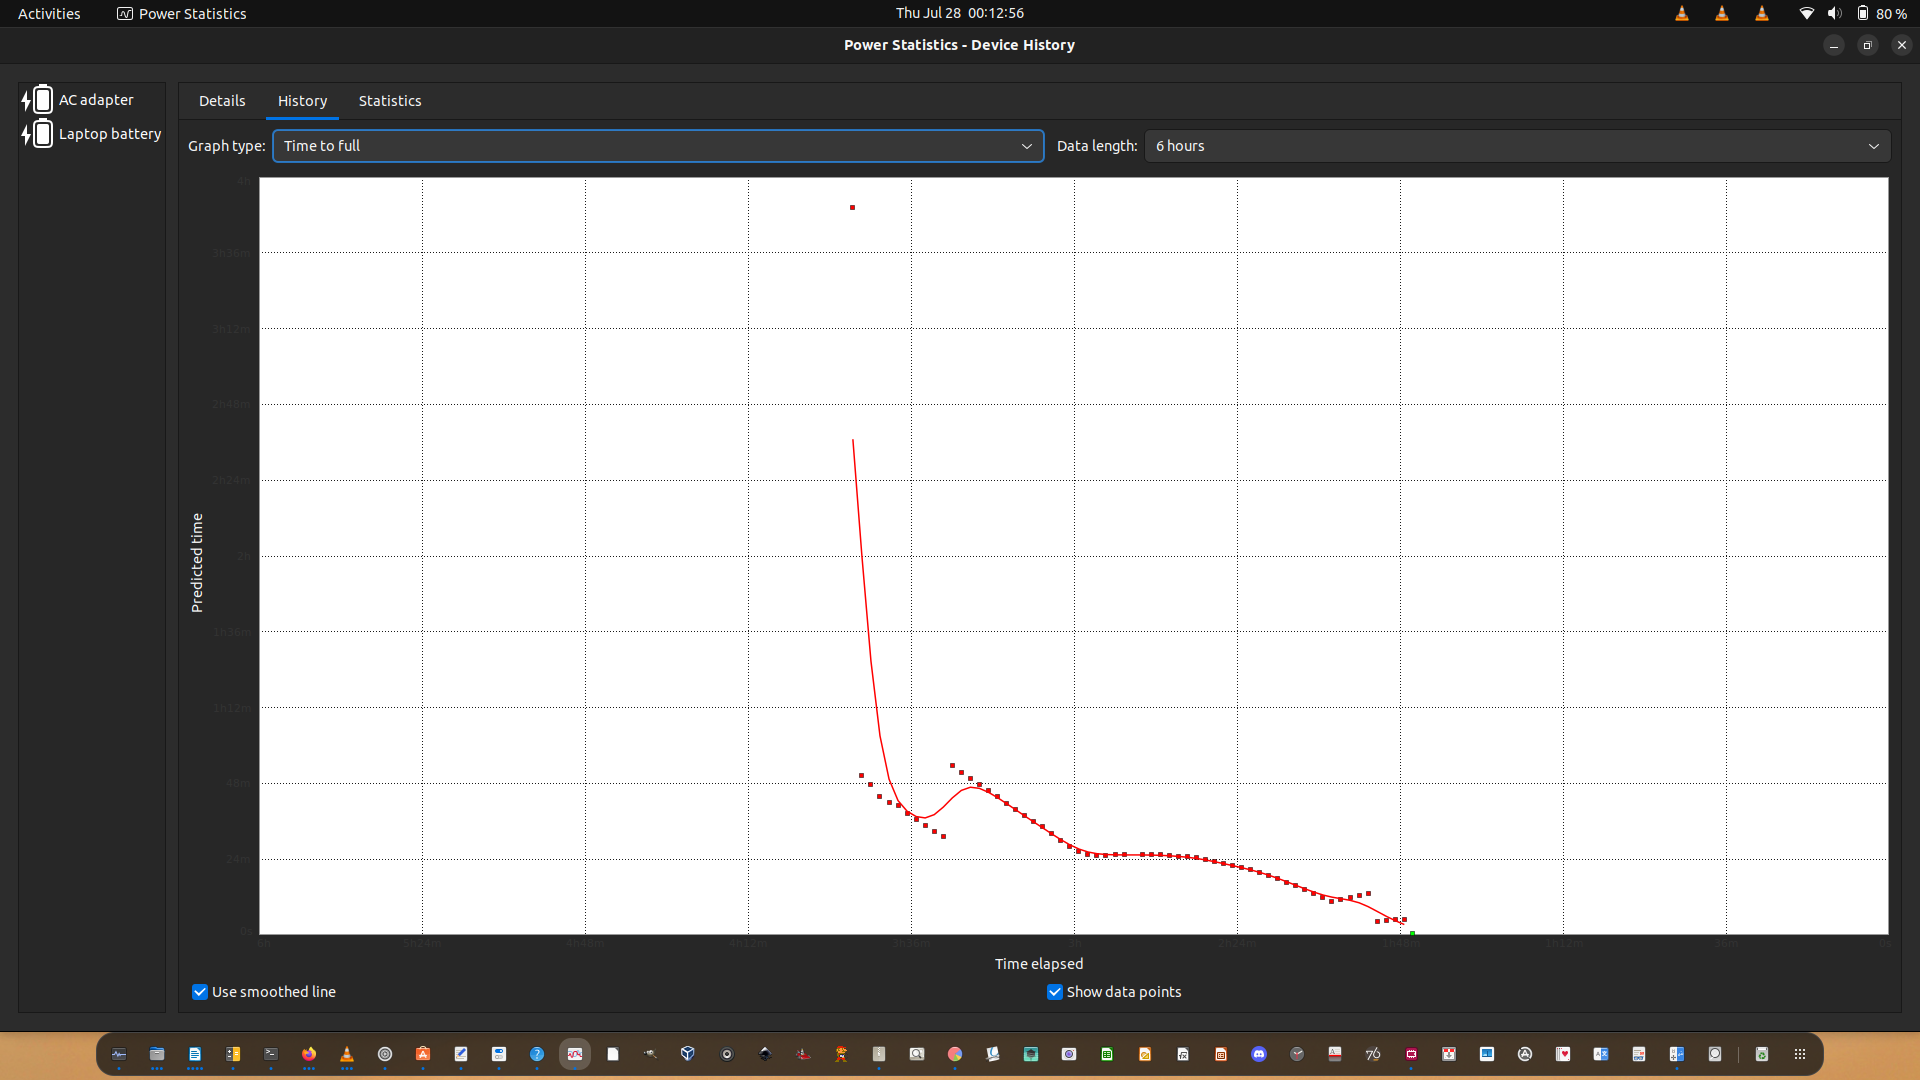 Activities
Power Statistics
Thu Jul 28 00:12:56
80 %
Power Statistics - Device History
AC adapter
Laptop battery
Details
History
Statistics
Graph type:
Time to full
Data length:
6 hours
4h
3h36m
3h12m
2h48m
2h24m
2h
1h36m
1h12m
48m
24m
0s
Predicted time
6h
5h24m
4h48m
4h12m
3h36m
3h
2h24m
1h48m
1h12m
36m
0s
Time elapsed
Use smoothed line
Show data points